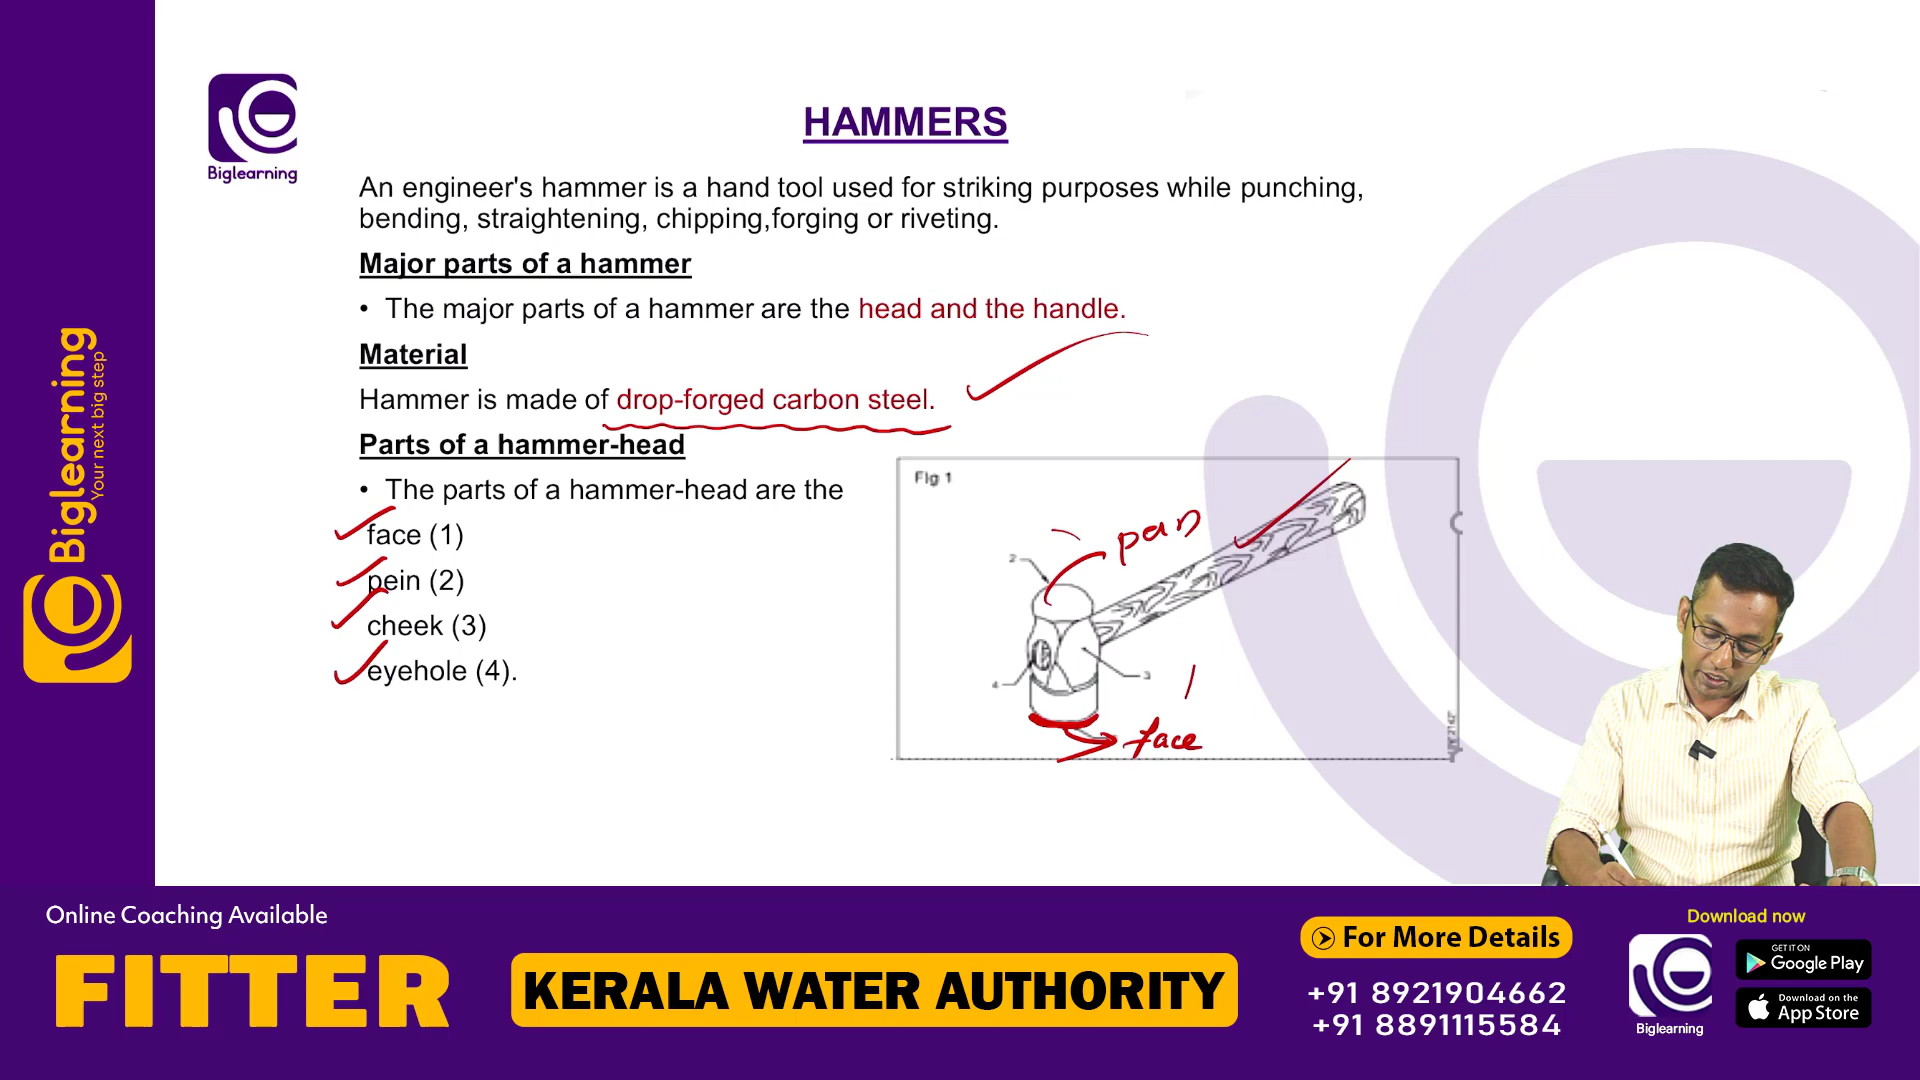 Biglearning
Your next big step
Biglearning
HAMMERS
An engineer's hammer is a hand tool used for striking purposes while punching,
bending, straightening, chipping,forging or riveting.
Major parts of a hammer
• The major parts of a hammer are the head and the handle.
Material
Hammer is made of drop-forged carbon steel.
Parts of a hammer-head
• The parts of a hammer-head are the
face (1)
pein (2)
cheek (3)
eyehole (4).
Fig 1
2
3
4
face
Online Coaching Available
FITTER
KERALA WATER AUTHORITY
For More Details
+91 8921904662
+91 8891115584
Download now
Biglearning
GET IT ON
Google Play
Download on the
App Store